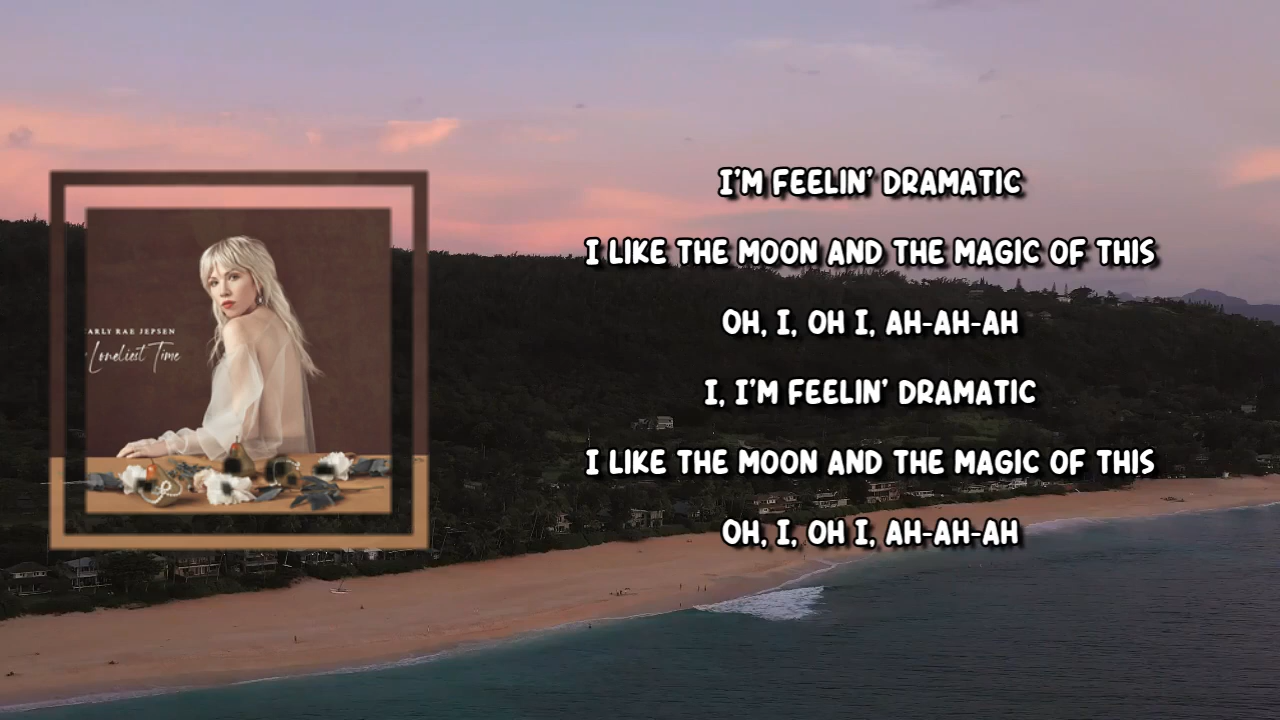 ARLY RAE JEPSEN
Loneliest Time
I'M FEELIN' DRAMATIC
I LIKE THE MOON AND THE MAGIC OF THIS
OH, I, OH I, AH-AH-AH
I, I'M FEELIN' DRAMATIC
I LIKE THE MOON AND THE MAGIC OF THIS
OH, I, OH I, AH-AH-AH